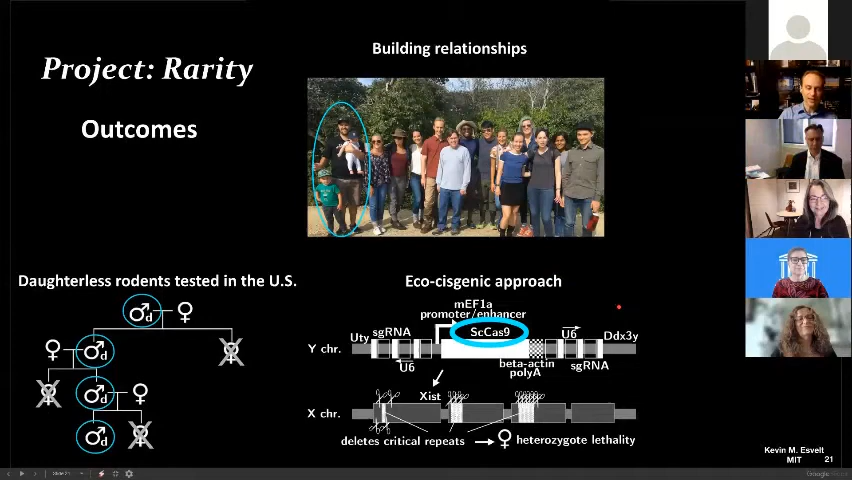 Project: Rarity
Outcomes
Building relationships
Daughterless rodents tested in the U.S.
♂d
♀
♀
♂d
♀
♀
♂d
♀
♂d
♀
Eco-cisgenic approach
mEF1a
promoter/enhancer
Uty
sgRNA
ScCas9
U6
Ddx3y
Y chr.
U6
beta-actin
polyA
sgRNA
Xist
X chr.
deletes critical repeats → ♀ heterozygote lethality
Kevin M. Esvelt
MIT
21
Google